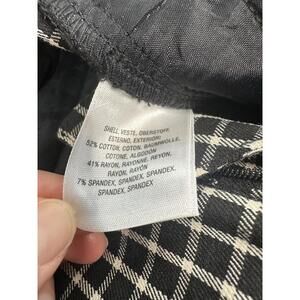 SHELL, VESTE, OBERSTOFF,
ESTERNO, EXTERIOR:
52% COTTON, COTON, BAUMWOLLE,
COTONE, ALGODON
41% RAYON, RAYONNE, REYON,
RAYON, RAYON
7% SPANDEX, SPANDEX, SPANDEX,
SPANDEX, SPANDEX